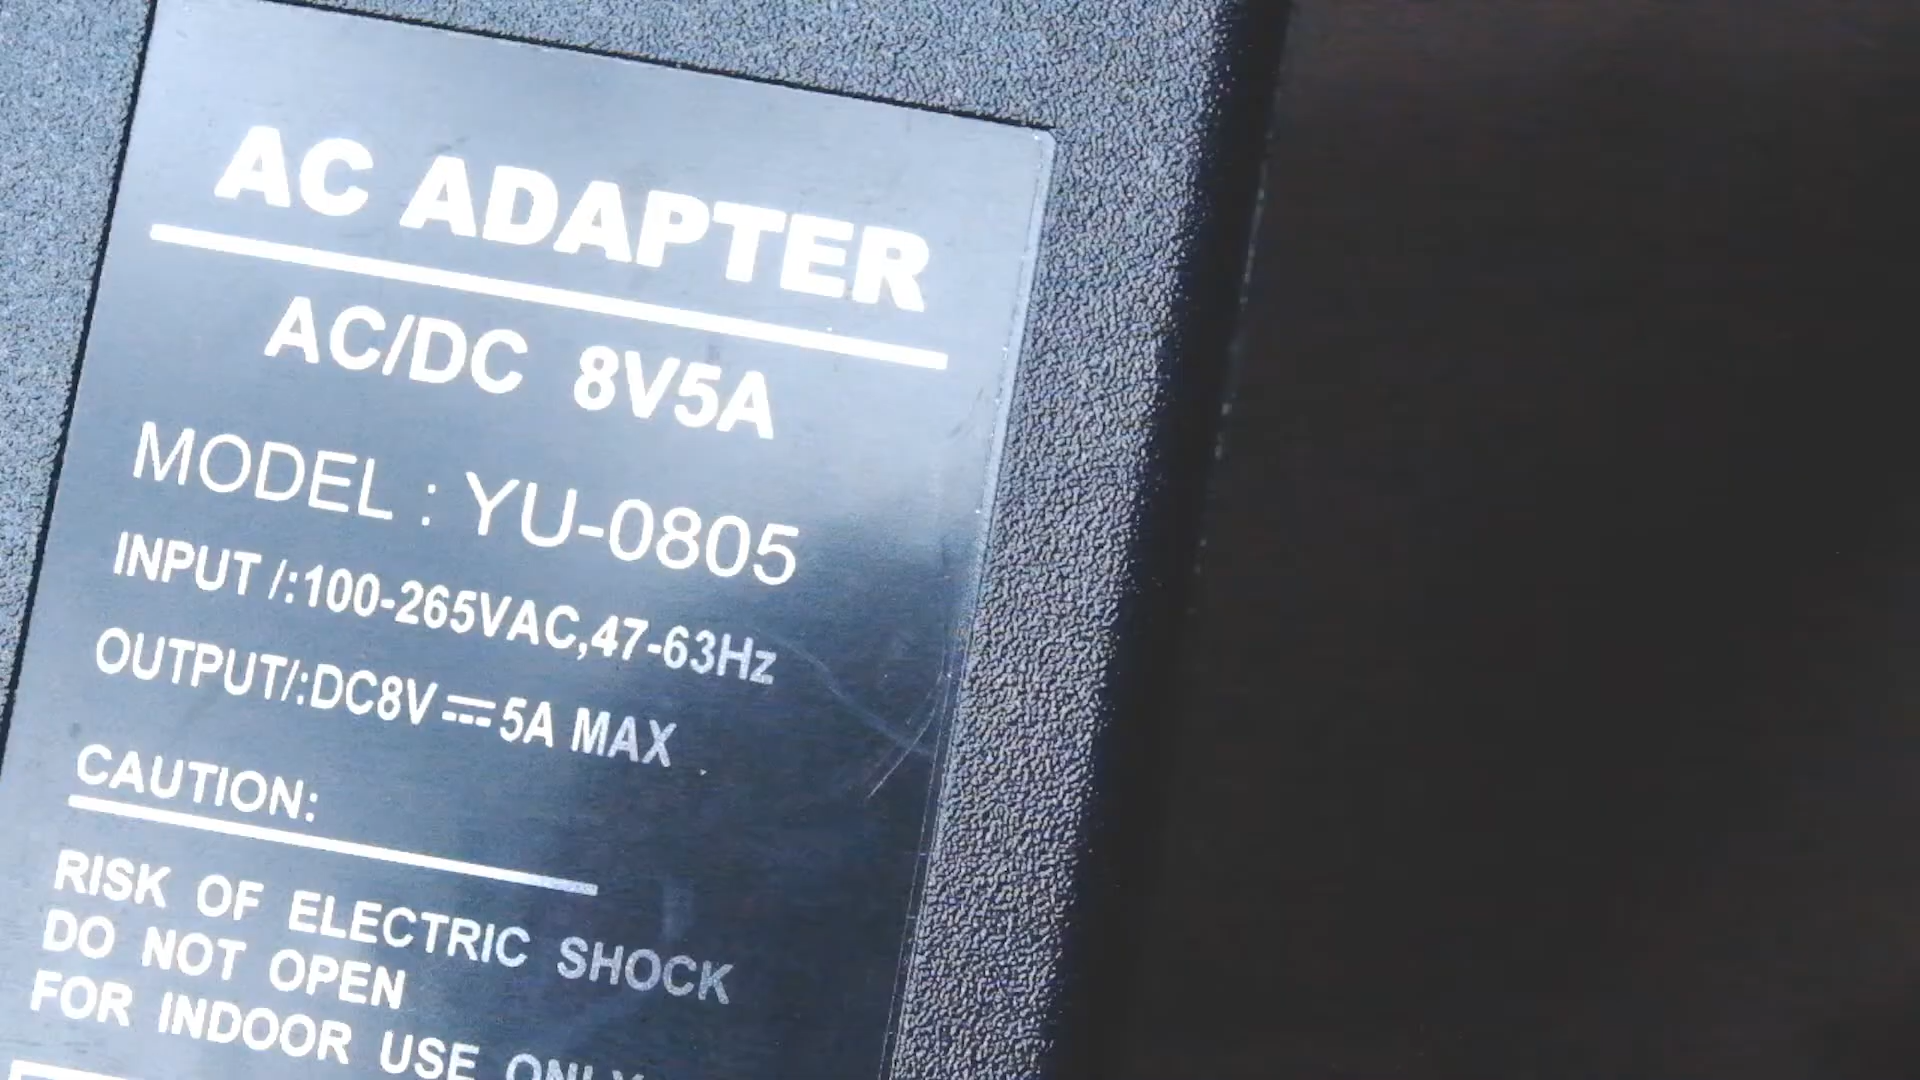 AC ADAPTER
AC/DC 8V5A
MODEL : YU-0805
INPUT /:100-265VAC,47-63Hz
OUTPUT/:DC8V⎓5A MAX
CAUTION:
RISK OF ELECTRIC SHOCK
DO NOT OPEN
FOR INDOOR USE ONLY